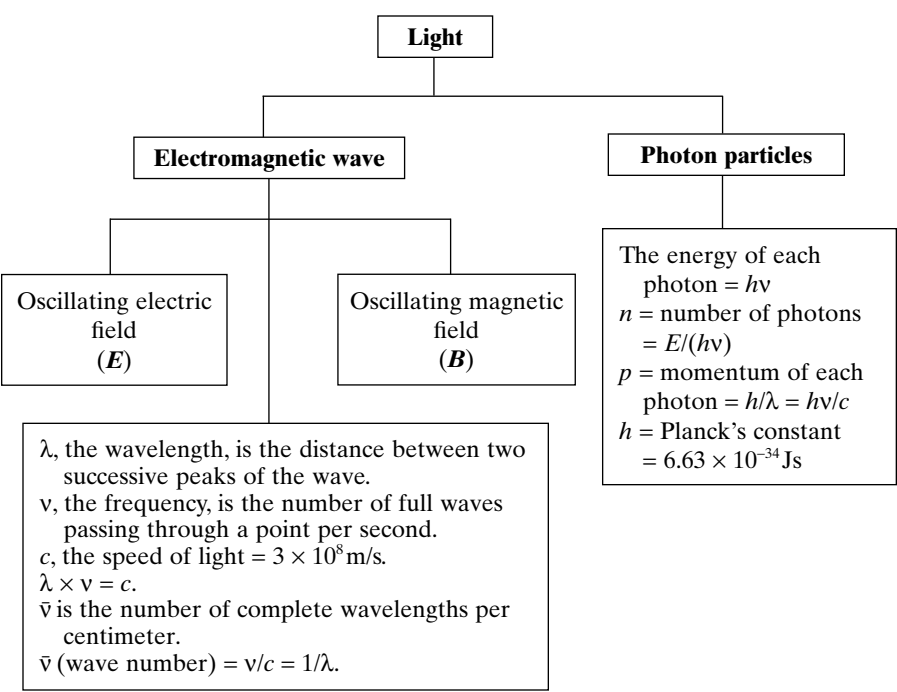 Light
Electromagnetic wave
Photon particles
Oscillating electric
field
(E)
Oscillating magnetic
field
(B)
The energy of each
photon = hν
n = number of photons
= E/(hν)
p = momentum of each
photon = h/λ = hν/c
h = Planck's constant
= 6.63 × 10⁻³⁴ Js
λ, the wavelength, is the distance between two
successive peaks of the wave.
ν, the frequency, is the number of full waves
passing through a point per second.
c, the speed of light = 3 × 10⁸ m/s.
λ × ν = c.
ν̄ is the number of complete wavelengths per
centimeter.
ν̄ (wave number) = ν/c = 1/λ.